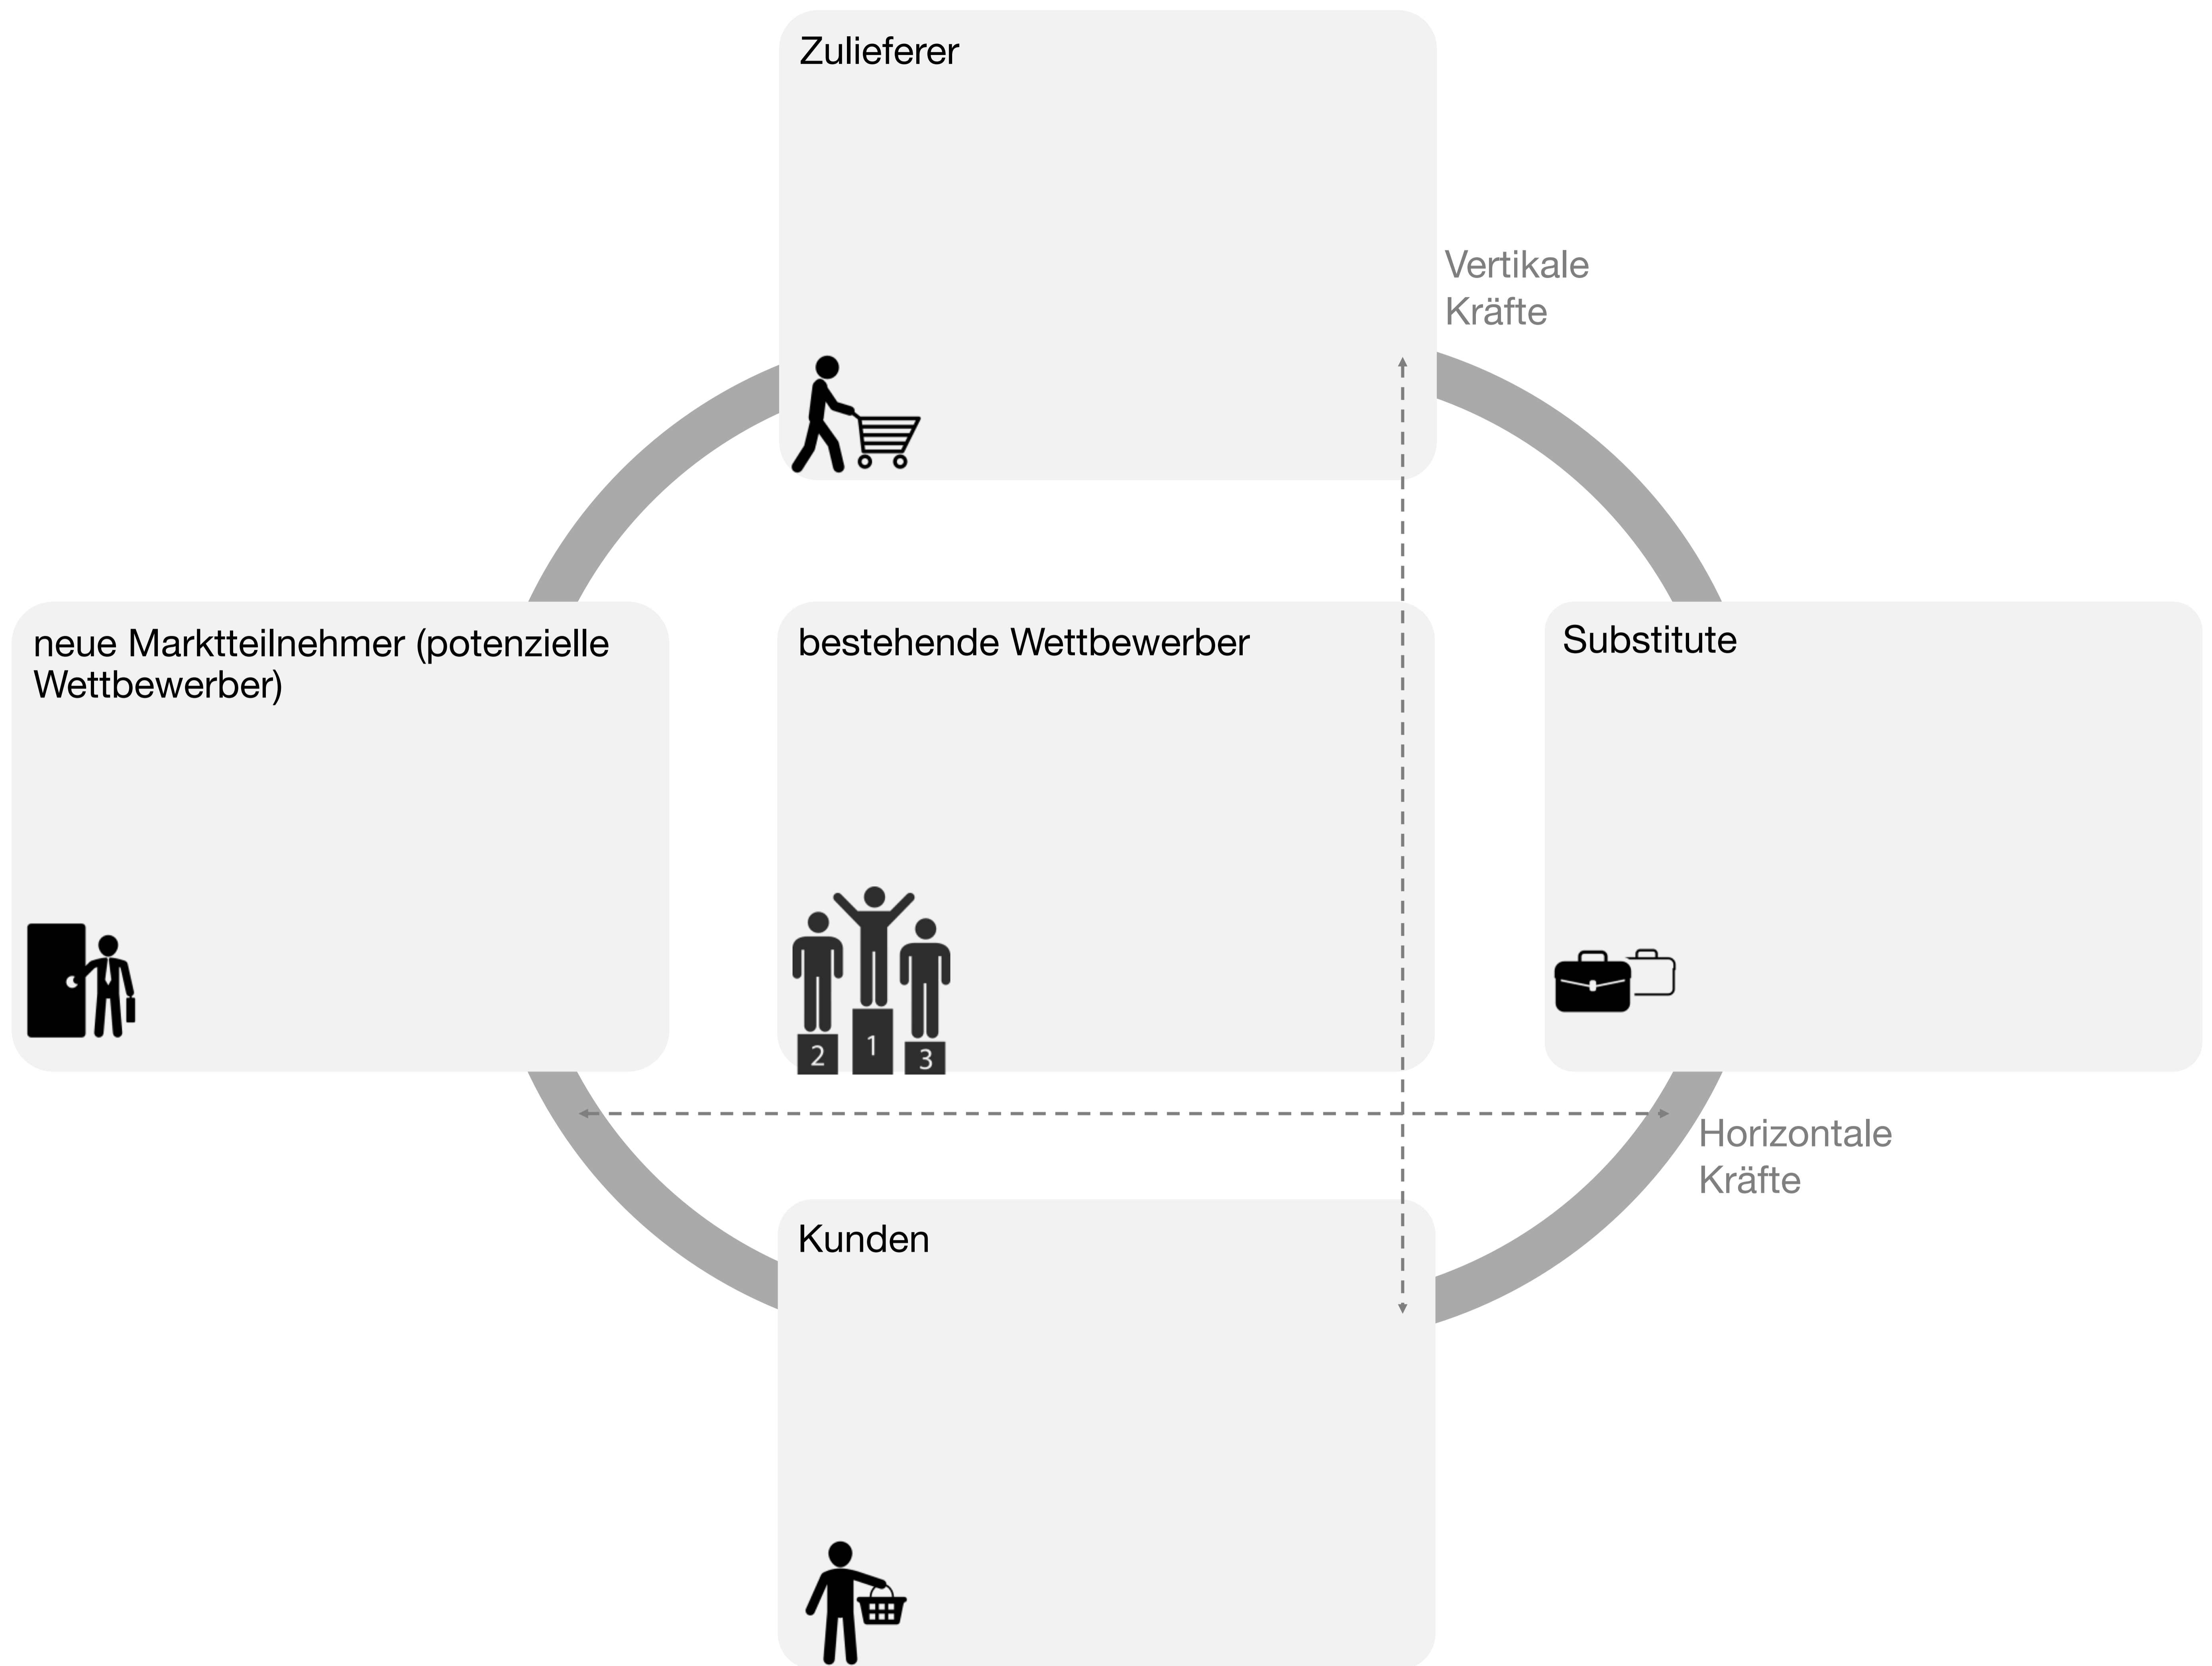 Zulieferer
Vertikale
Kräfte
neue Marktteilnehmer (potenzielle
Wettbewerber)
bestehende Wettbewerber
2
1
3
Substitute
Horizontale
Kräfte
Kunden